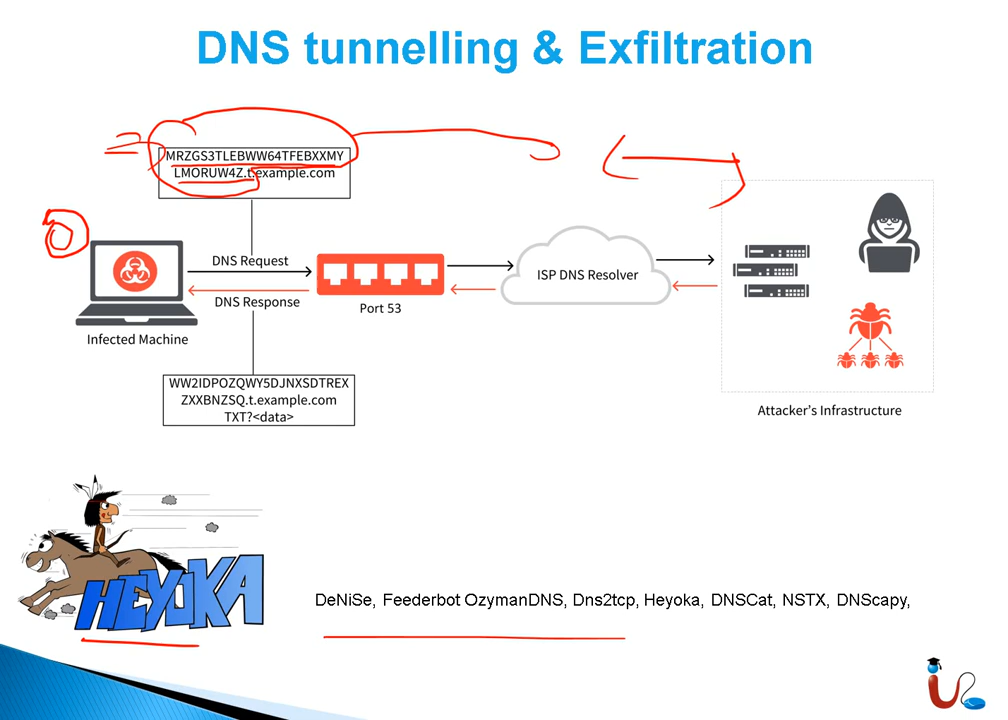 DNS tunnelling & Exfiltration
MRZGS3TLEBWW64TFEBXXMY
LMORUW4Z.t.example.com
DNS Request
DNS Response
Port 53
ISP DNS Resolver
Infected Machine
WW2IDPOZQWY5DJNXSDTREX
ZXXBNZSQ.t.example.com
TXT?<data>
Attacker's Infrastructure
HEYOKA
DeNiSe, Feederbot OzymanDNS, Dns2tcp, Heyoka, DNSCat, NSTX, DNScapy,